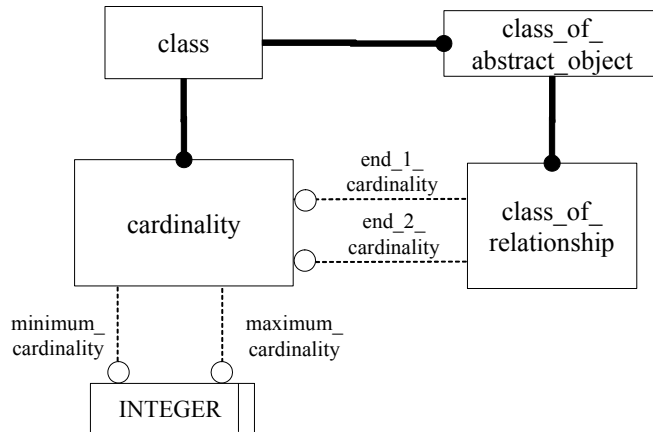 class
class_of_
abstract_object
end_1_
cardinality
cardinality
class_of_
relationship
end_2_
cardinality
minimum_
cardinality
maximum_
cardinality
INTEGER